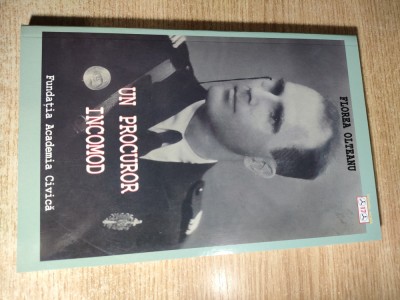 FLOREA OLTEANU
UN PROCUROR
INCOMOD
Fundația Academia Civică